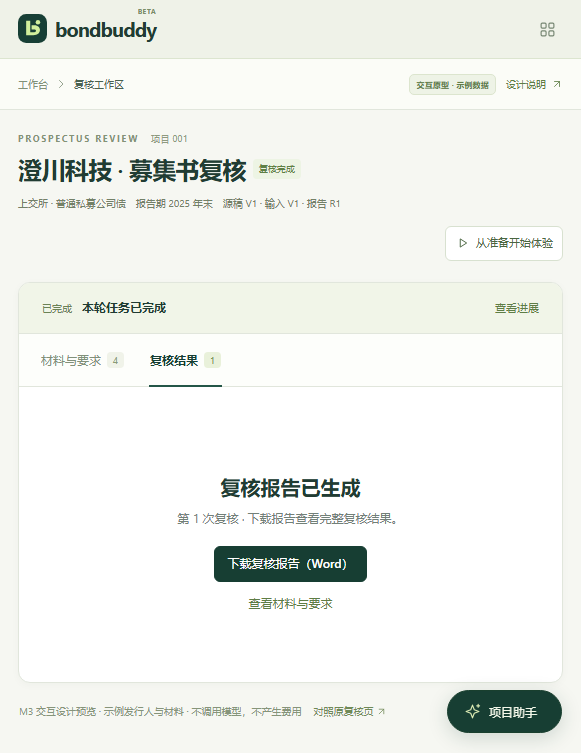 BETA
bondbuddy
工作台 > 复核工作区 交互原型 · 示例数据 设计说明 ↗
PROSPECTUS REVIEW 项目 001
澄川科技 · 募集书复核 复核完成
上交所 · 普通私募公司债 报告期 2025 年末 源稿 V1 · 输入 V1 · 报告 R1
从准备开始体验
已完成 本轮任务已完成 查看进展
材料与要求 4 复核结果 1
复核报告已生成
第 1 次复核 · 下载报告查看完整复核结果。
下载复核报告（Word）
查看材料与要求
M3 交互设计预览 · 示例发行人与材料 · 不调用模型，不产生费用 对照原复核页 ↗
项目助手